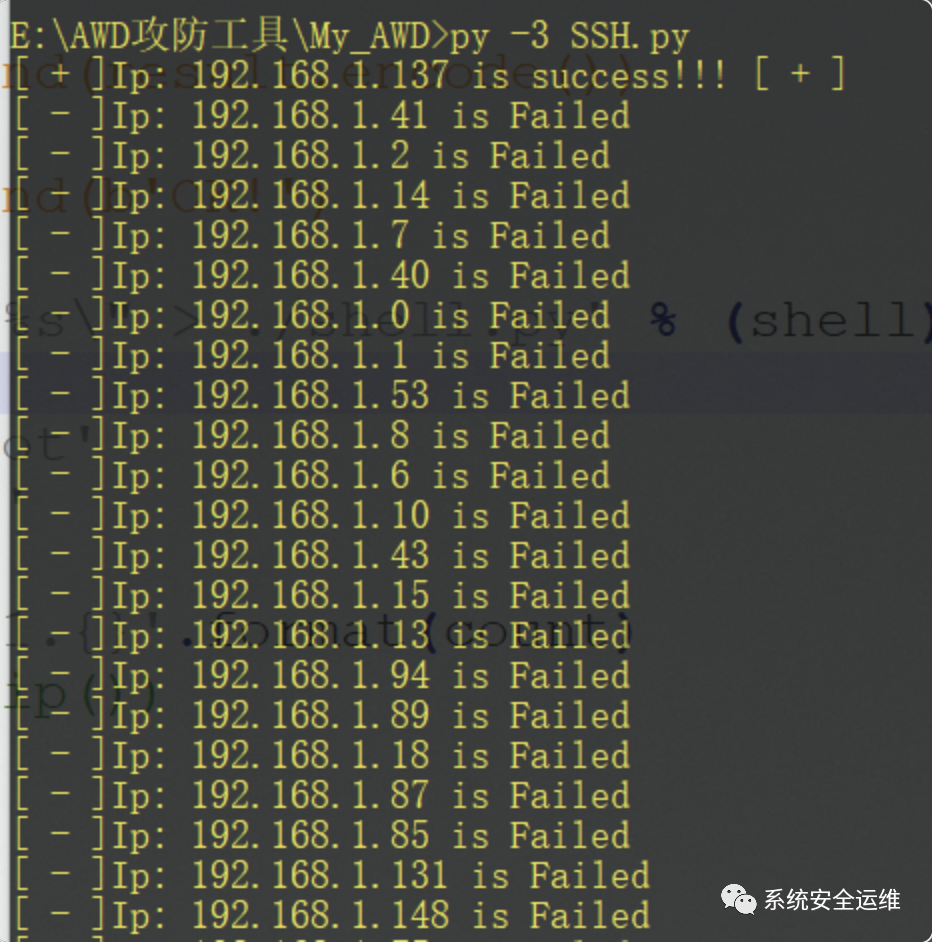 E:\AWD攻防工具\My_AWD>py -3 SSH.py
[ + ]Ip: 192.168.1.137 is success!!! [ + ]
[ - ]Ip: 192.168.1.41 is Failed
[ - ]Ip: 192.168.1.2 is Failed
[ - ]Ip: 192.168.1.14 is Failed
[ - ]Ip: 192.168.1.7 is Failed
[ - ]Ip: 192.168.1.40 is Failed
[ - ]Ip: 192.168.1.0 is Failed
% (shell)
[ - ]Ip: 192.168.1.1 is Failed
[ - ]Ip: 192.168.1.53 is Failed
[ - ]Ip: 192.168.1.8 is Failed
[ - ]Ip: 192.168.1.6 is Failed
[ - ]Ip: 192.168.1.10 is Failed
[ - ]Ip: 192.168.1.43 is Failed
[ - ]Ip: 192.168.1.15 is Failed
[ - ]Ip: 192.168.1.13 is Failed
.format(count)
[ - ]Ip: 192.168.1.94 is Failed
ip())
[ - ]Ip: 192.168.1.89 is Failed
[ - ]Ip: 192.168.1.18 is Failed
[ - ]Ip: 192.168.1.87 is Failed
[ - ]Ip: 192.168.1.85 is Failed
[ - ]Ip: 192.168.1.131 is Failed
[ - ]Ip: 192.168.1.148 is Failed
系统安全运维